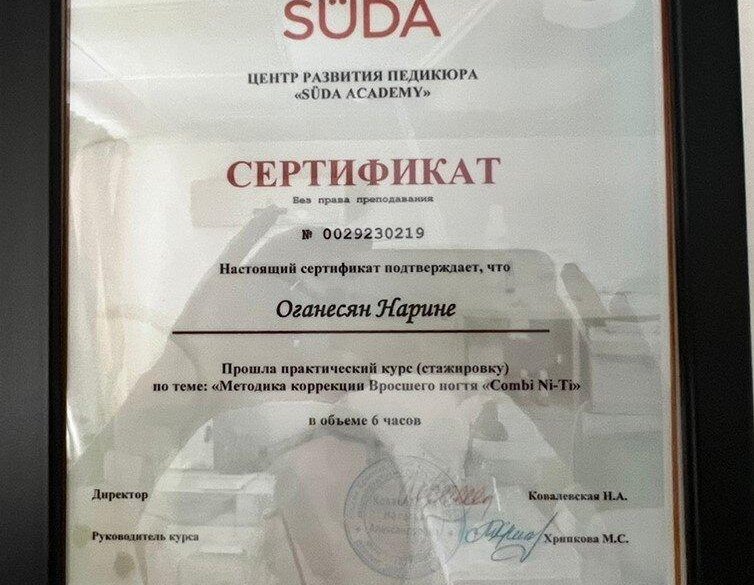 SÜDA
ЦЕНТР РАЗВИТИЯ ПЕДИКЮРА
«SÜDA ACADEMY»
СЕРТИФИКАТ
Без права преподавания
№ 0029230219
Настоящий сертификат подтверждает, что
Оганесян Нарине
Прошла практический курс (стажировку)
по теме: «Методика коррекции Вросшего ногтя «Combi Ni-Ti»
в объеме 6 часов
Директор Ковалевская Н.А.
Руководитель курса Хрипкова М.С.